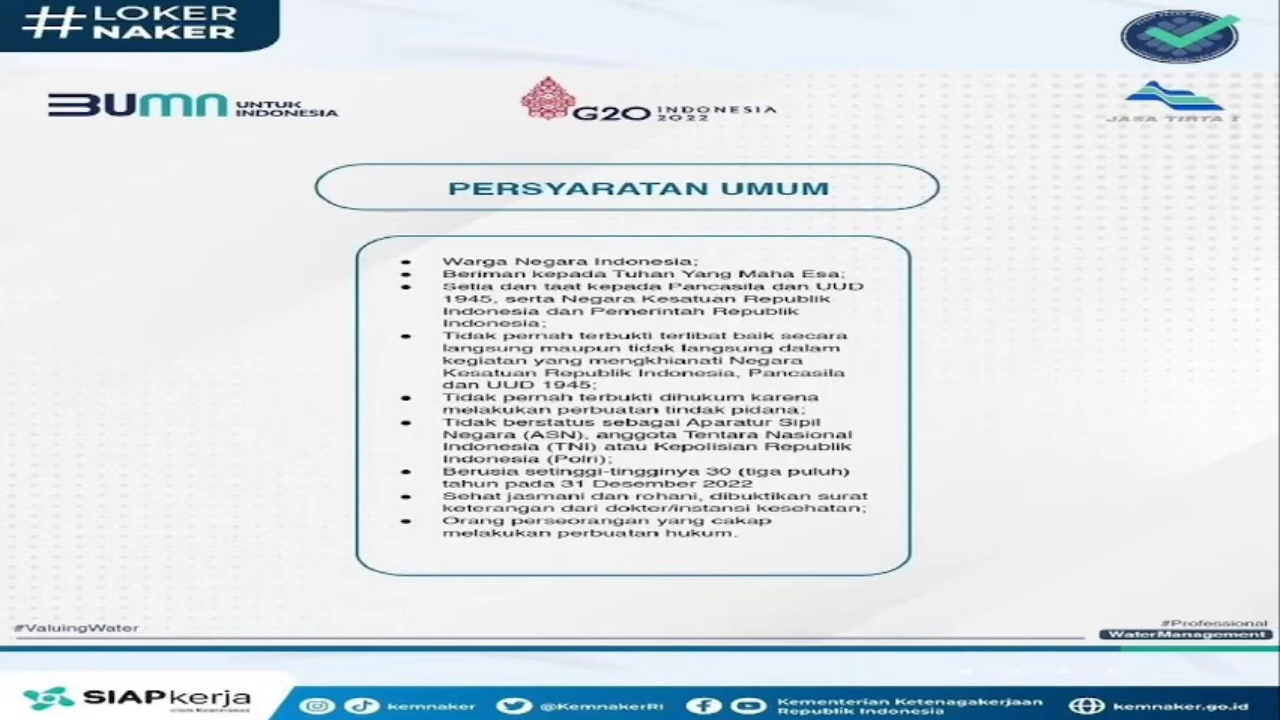 #LOKER
NAKER
BUMN UNTUK
INDONESIA
G20 INDONESIA
2022
JASA TIRTA I
PERSYARATAN UMUM
• Warga Negara Indonesia;
• Beriman kepada Tuhan Yang Maha Esa;
• Setia dan taat kepada Pancasila dan UUD
1945, serta Negara Kesatuan Republik
Indonesia dan Pemerintah Republik
Indonesia;
• Tidak pernah terbukti terlibat baik secara
langsung maupun tidak langsung dalam
kegiatan yang mengkhianati Negara
Kesatuan Republik Indonesia, Pancasila
dan UUD 1945;
• Tidak pernah terbukti dihukum karena
melakukan perbuatan tindak pidana;
• Tidak berstatus sebagai Aparatur Sipil
Negara (ASN), anggota Tentara Nasional
Indonesia (TNI) atau Kepolisian Republik
Indonesia (Polri);
• Berusia setinggi-tingginya 30 (tiga puluh)
tahun pada 31 Desember 2022
• Sehat jasmani dan rohani, dibuktikan surat
keterangan dari dokter/instansi kesehatan;
• Orang perseorangan yang cakap
melakukan perbuatan hukum.
#ValuingWater
#Professional
WaterManagement
SIAPkerja
oleh Kemnaker
kemnaker
@KemnakerRI
Kementerian Ketenagakerjaan
Republik Indonesia
kemnaker.go.id